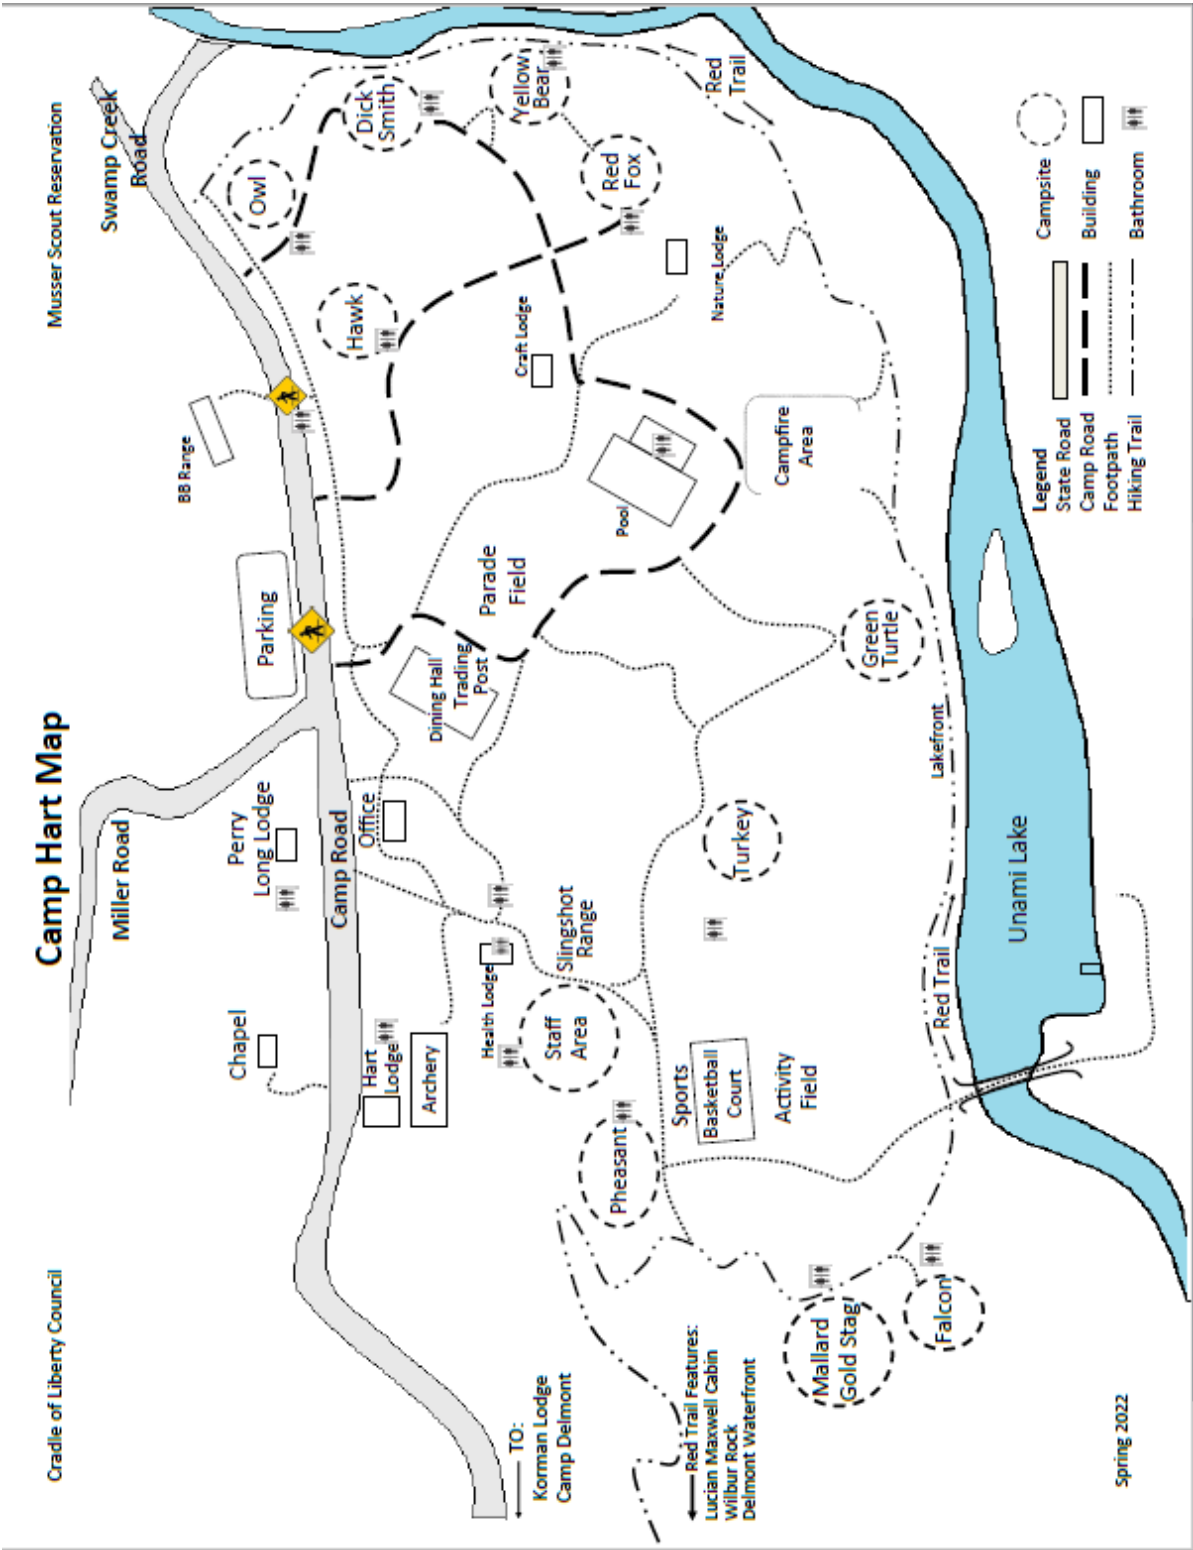 Cradle of Liberty Council
Camp Hart Map
Musser Scout Reservation
Miller Road
Swamp Creek
Road
Chapel
Perry
Long Lodge
Parking
BB Range
Camp Road
Hart
Lodge
Office
Owl
Hawk
Dick
Smith
Archery
Dining Hall
Trading
Post
Parade
Field
Craft Lodge
Yellow
Bear
Health Lodge
Staff
Area
Slingshot
Range
TO:
Korman Lodge
Camp Delmont
Pheasant
Pool
Red
Fox
Sports
Basketball
Court
Turkey
Nature Lodge
Red
Trail
Red Trail Features:
Lucian Maxwell Cabin
Wilbur Rock
Delmont Waterfront
Activity
Field
Campfire
Area
Mallard
Gold Stag
Green
Turtle
Falcon
Red Trail
Lakefront
Unami Lake
Legend
State Road
Camp Road
Footpath
Hiking Trail
Campsite
Building
Bathroom
Spring 2022